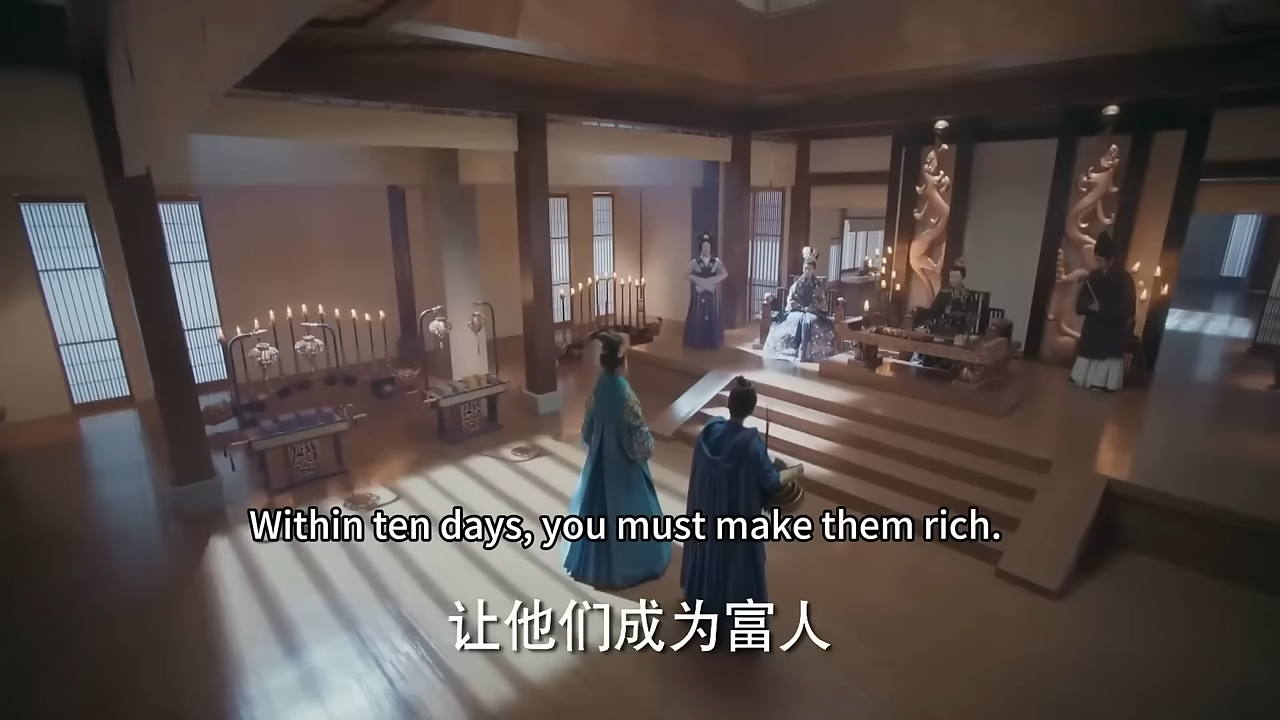 Within ten days, you must make them rich.
让他们成为富人